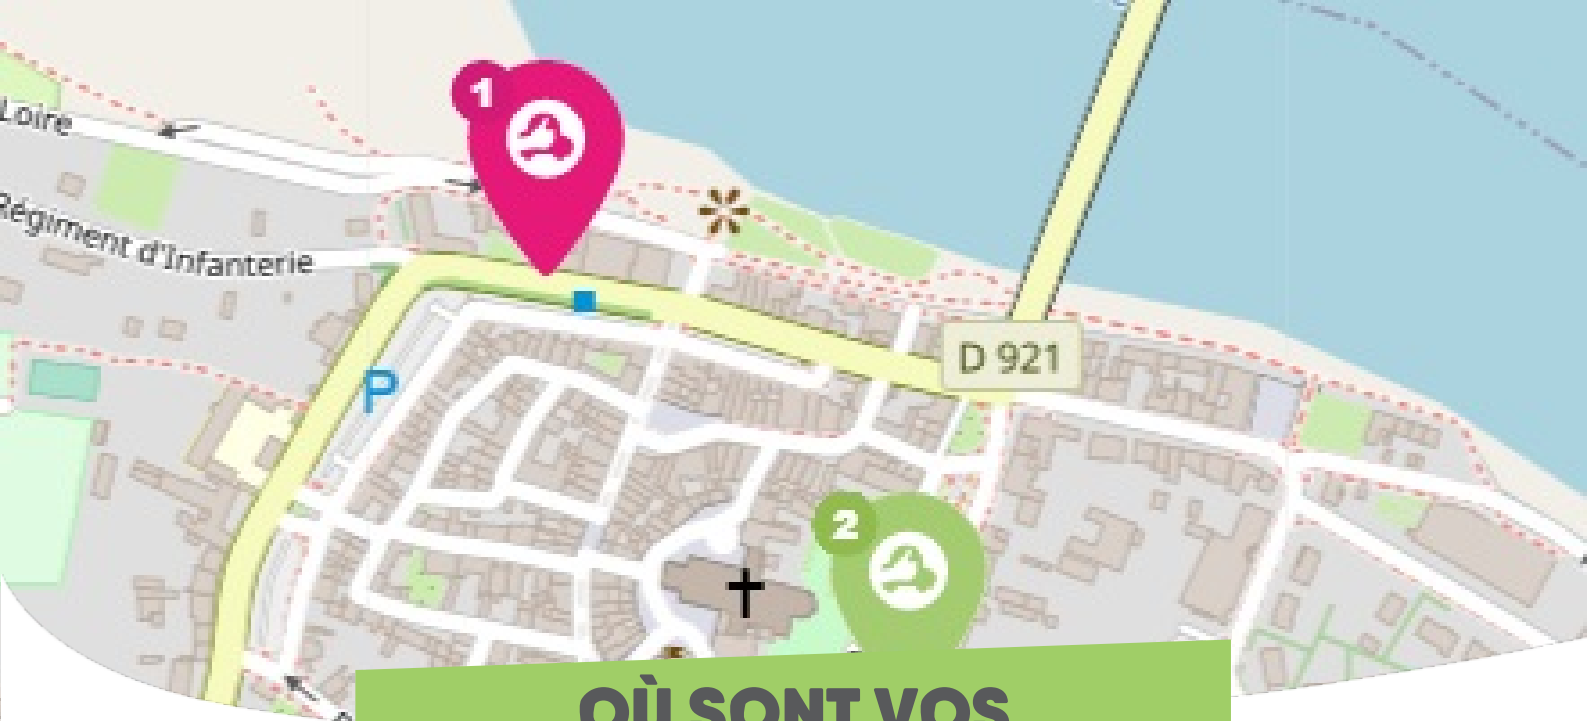 1
Loire
Régiment d'Infanterie
D 921
P
2
OÙ SONT VOS